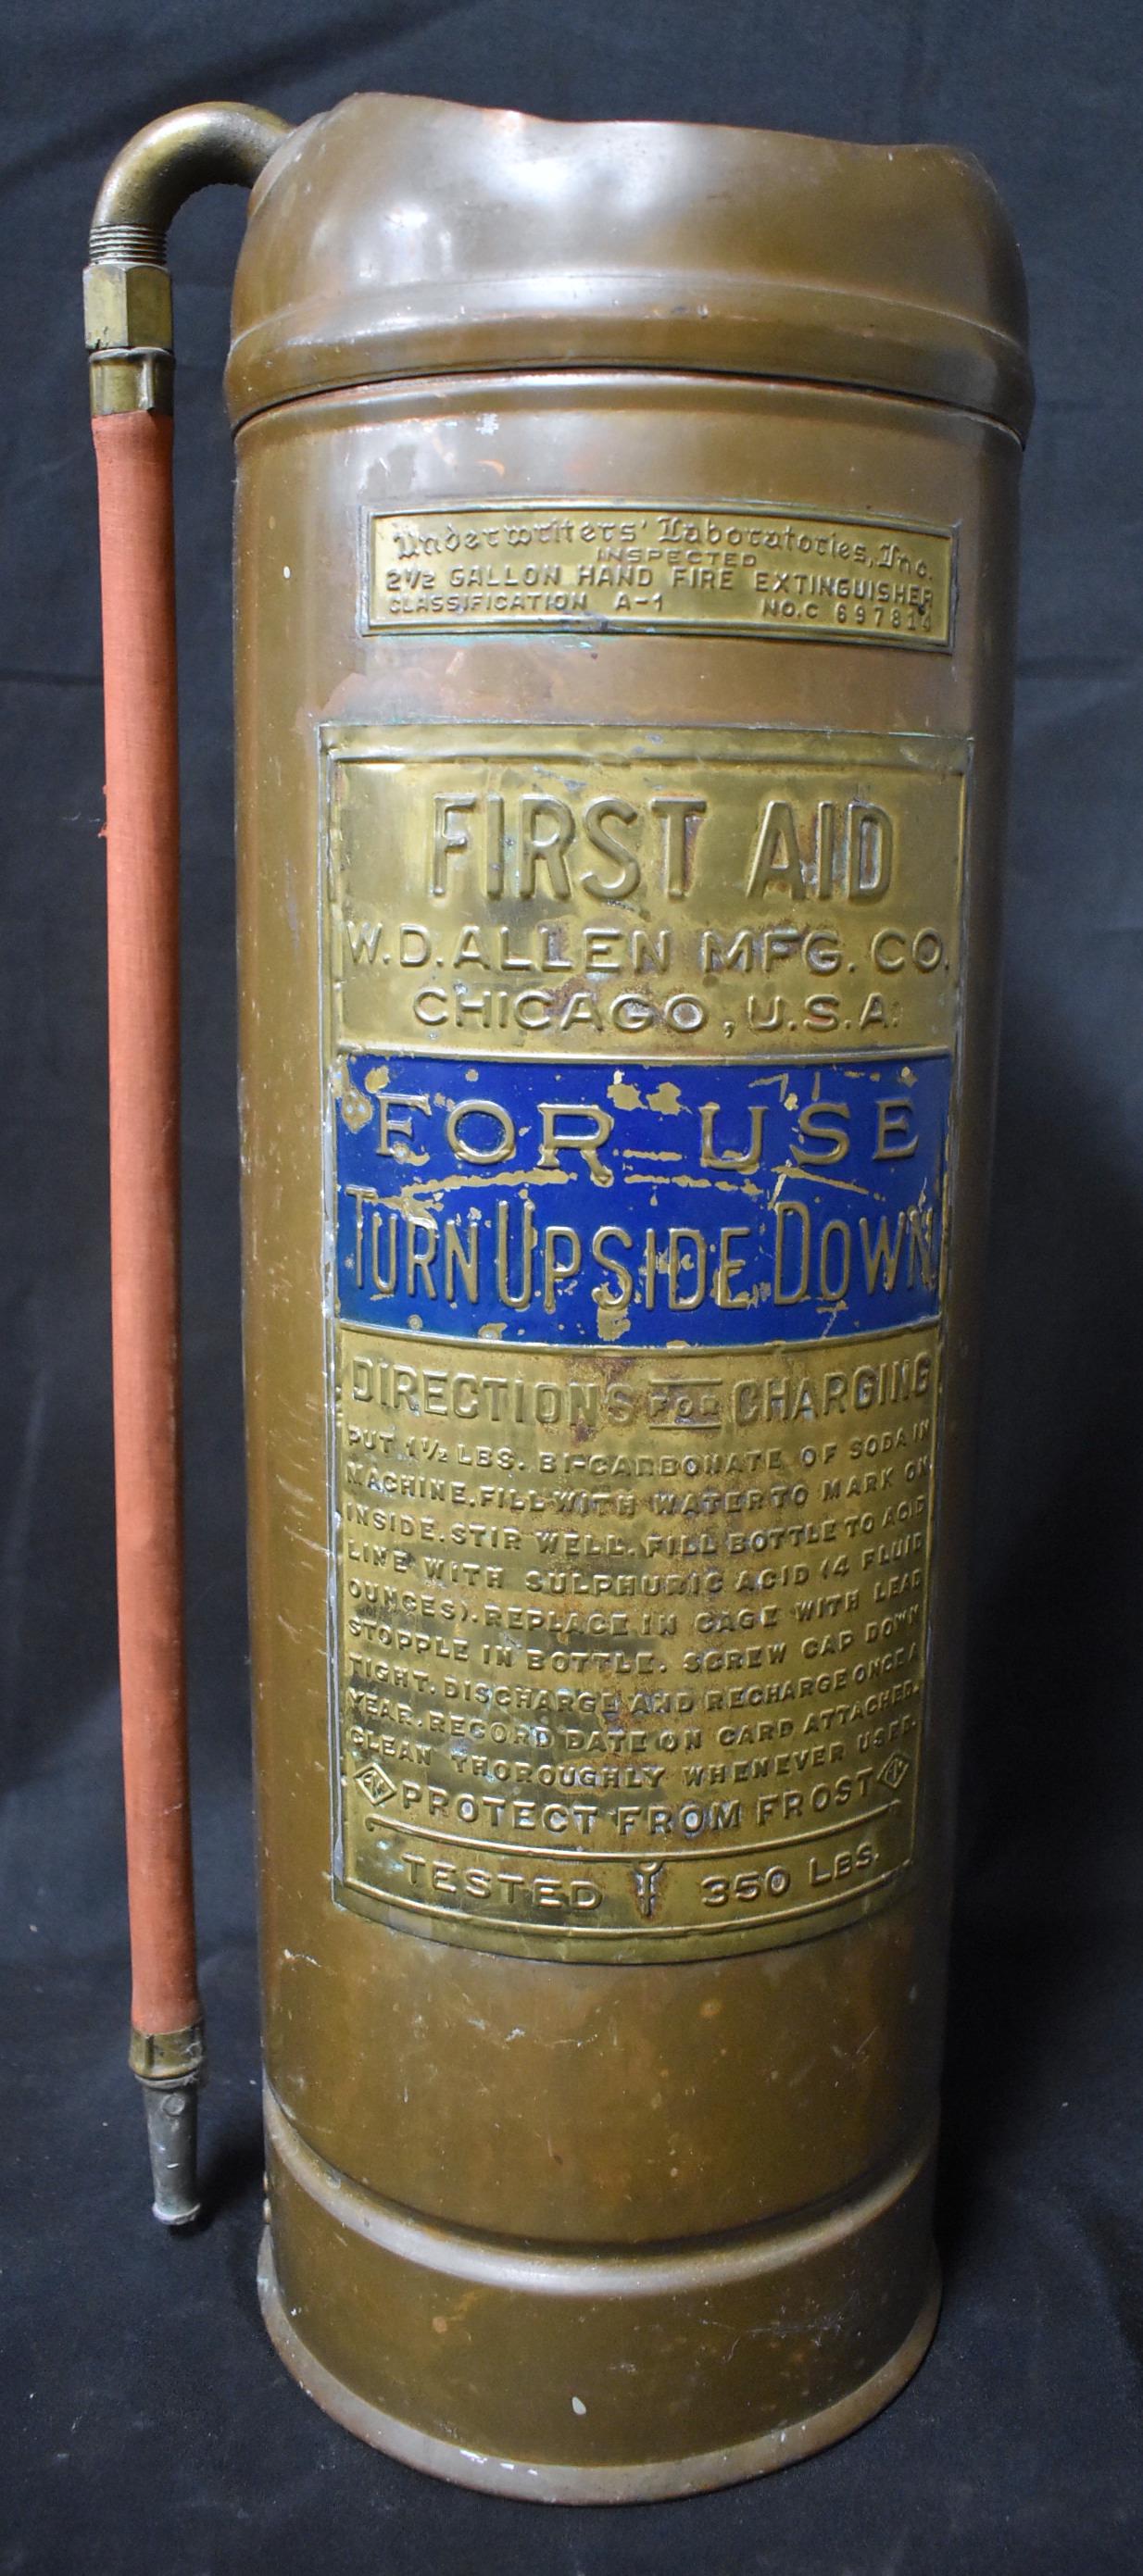 Underwriters' Laboratories, Inc.
INSPECTED
2½ GALLON HAND FIRE EXTINGUISHER
CLASSIFICATION A-1 NO.C 697814
FIRST AID
W.D. ALLEN MFG. CO.
CHICAGO, U.S.A.
FOR USE
TURN UPSIDE DOWN
DIRECTIONS FOR CHARGING
PUT 1½ LBS. BI-CARBONATE OF SODA IN
MACHINE. FILL WITH WATER TO MARK ON
INSIDE. STIR WELL. FILL BOTTLE TO ACID
LINE WITH SULPHURIC ACID (4 FLUID
OUNCES). REPLACE IN CAGE WITH LEAD
STOPPLE IN BOTTLE. SCREW CAP DOWN
TIGHT. DISCHARGE AND RECHARGE ONCE A
YEAR. RECORD DATE ON CARD ATTACHED.
CLEAN THOROUGHLY WHENEVER USED.
PROTECT FROM FROST
TESTED 350 LBS.